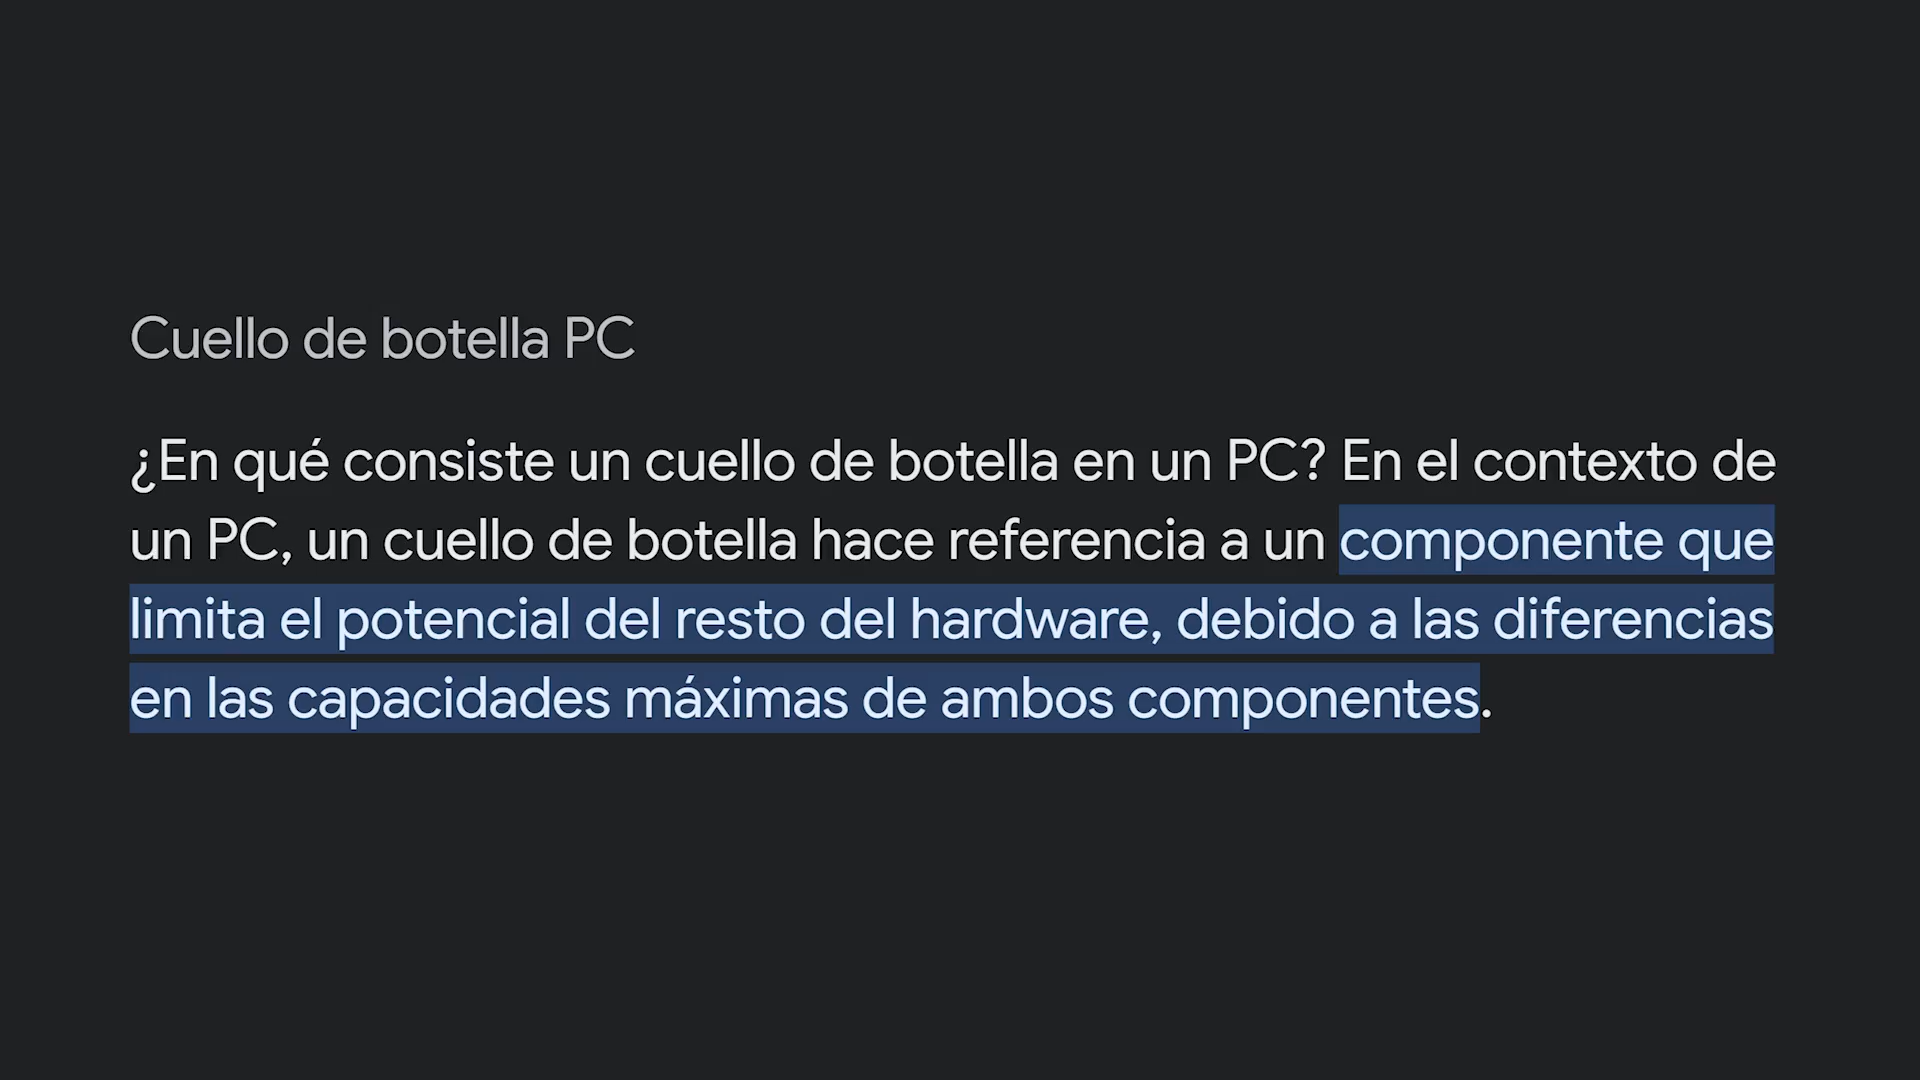 Cuello de botella PC
¿En qué consiste un cuello de botella en un PC? En el contexto de
un PC, un cuello de botella hace referencia a un componente que
limita el potencial del resto del hardware, debido a las diferencias
en las capacidades máximas de ambos componentes.